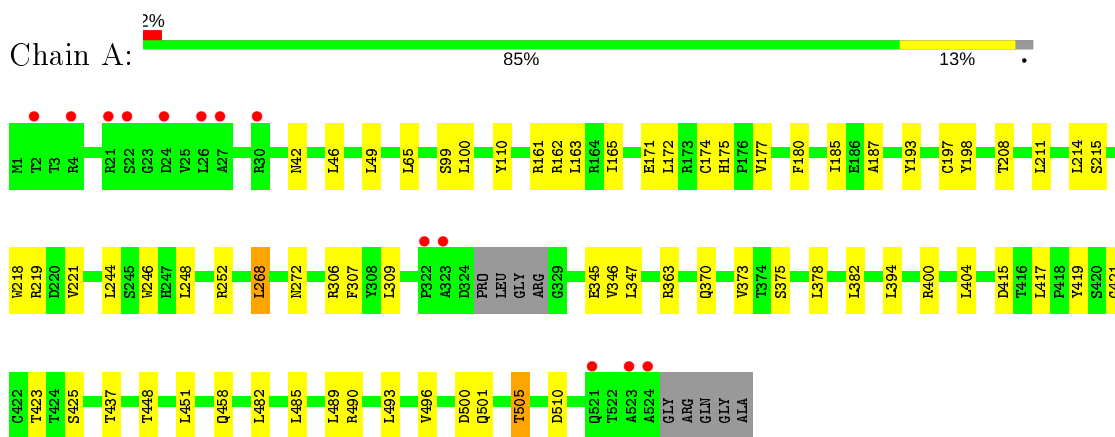 2%
Chain A:
85% 13% •
M1 T2 T3 R4 R21 S22 G23 D24 V25 L26 A27 R30 N42 L46 L49 L65 S99 L100 Y110 R161 R162 L163 R164 I165 E171 L172 R173 C174 H175 P176 V177 F180 I185 E186 A187 Y193 C197 Y198 T208 L211 L214 S215
W218 R219 D220 V221 L244 S245 W246 H247 L248 R252 L268 N272 R306 F307 Y308 L309 P322 A323 D324 PRO LEU GLY ARG G329 E345 V346 L347 R363 Q370 V373 T374 S375 L378 L382 L394 R400 L404 D415 T416 L417 P418 Y419 S420
C422 T423 T424 S425 T437 T448 L451 Q458 L482 L485 L489 R490 L493 V496 D500 Q501 T505 D510 Q521 T522 A523 A524 GLY ARG GLN GLY ALA